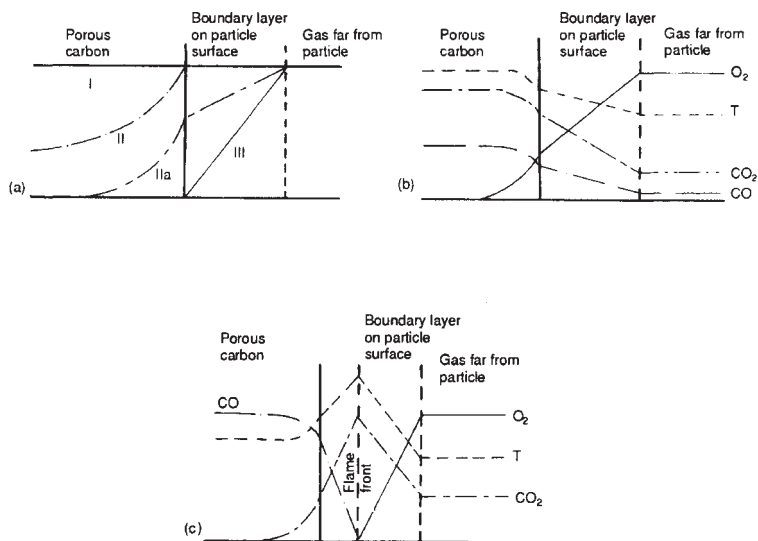 Porous
carbon
Boundary layer
on particle
surface
Gas far from
particle
I
II
IIa
III
(a)
Porous
carbon
Boundary layer
on particle
surface
Gas far from
particle
O₂
T
CO₂
CO
(b)
Porous
carbon
Boundary layer
on particle
surface
Gas far from
particle
CO
Flame
front
O₂
T
CO₂
(c)